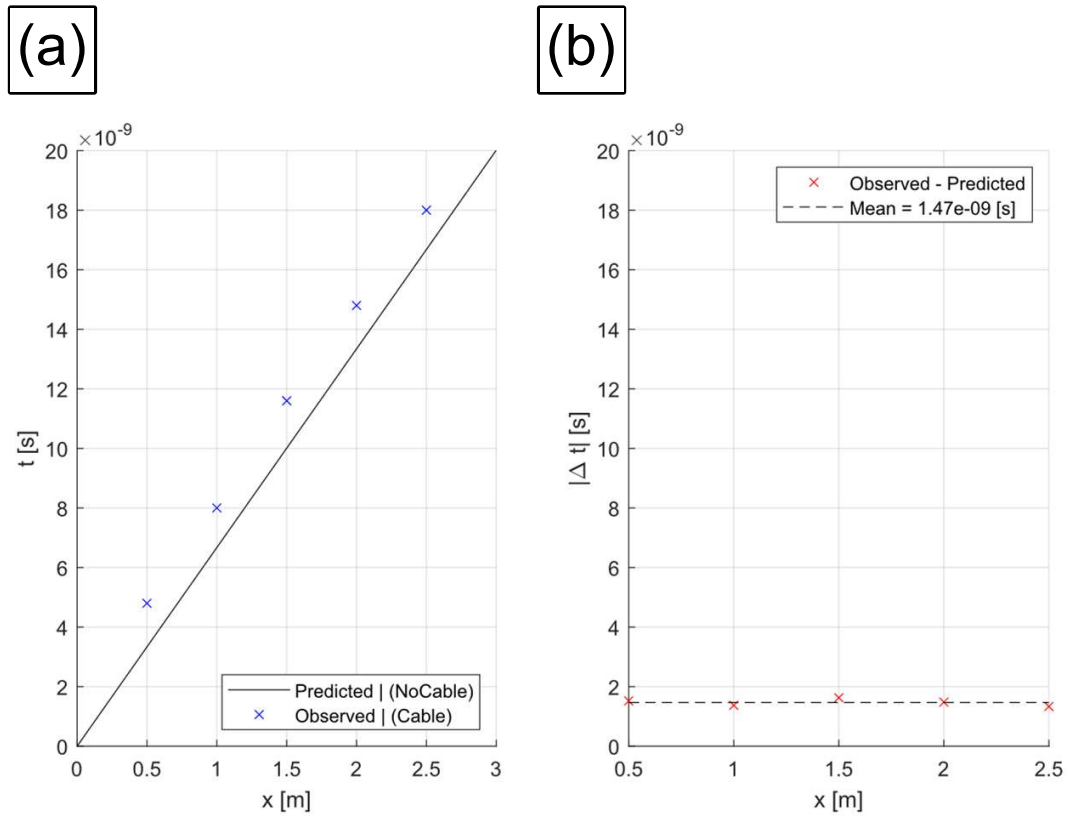 (a)
(b)
×10⁻⁹
20
18
16
14
12
10
8
6
4
2
0
t [s]
0 0.5 1 1.5 2 2.5 3
x [m]
Predicted | (NoCable)
Observed | (Cable)
×10⁻⁹
20
18
16
14
12
10
8
6
4
2
0
|Δ t| [s]
0.5 1 1.5 2 2.5
x [m]
Observed - Predicted
Mean = 1.47e-09 [s]